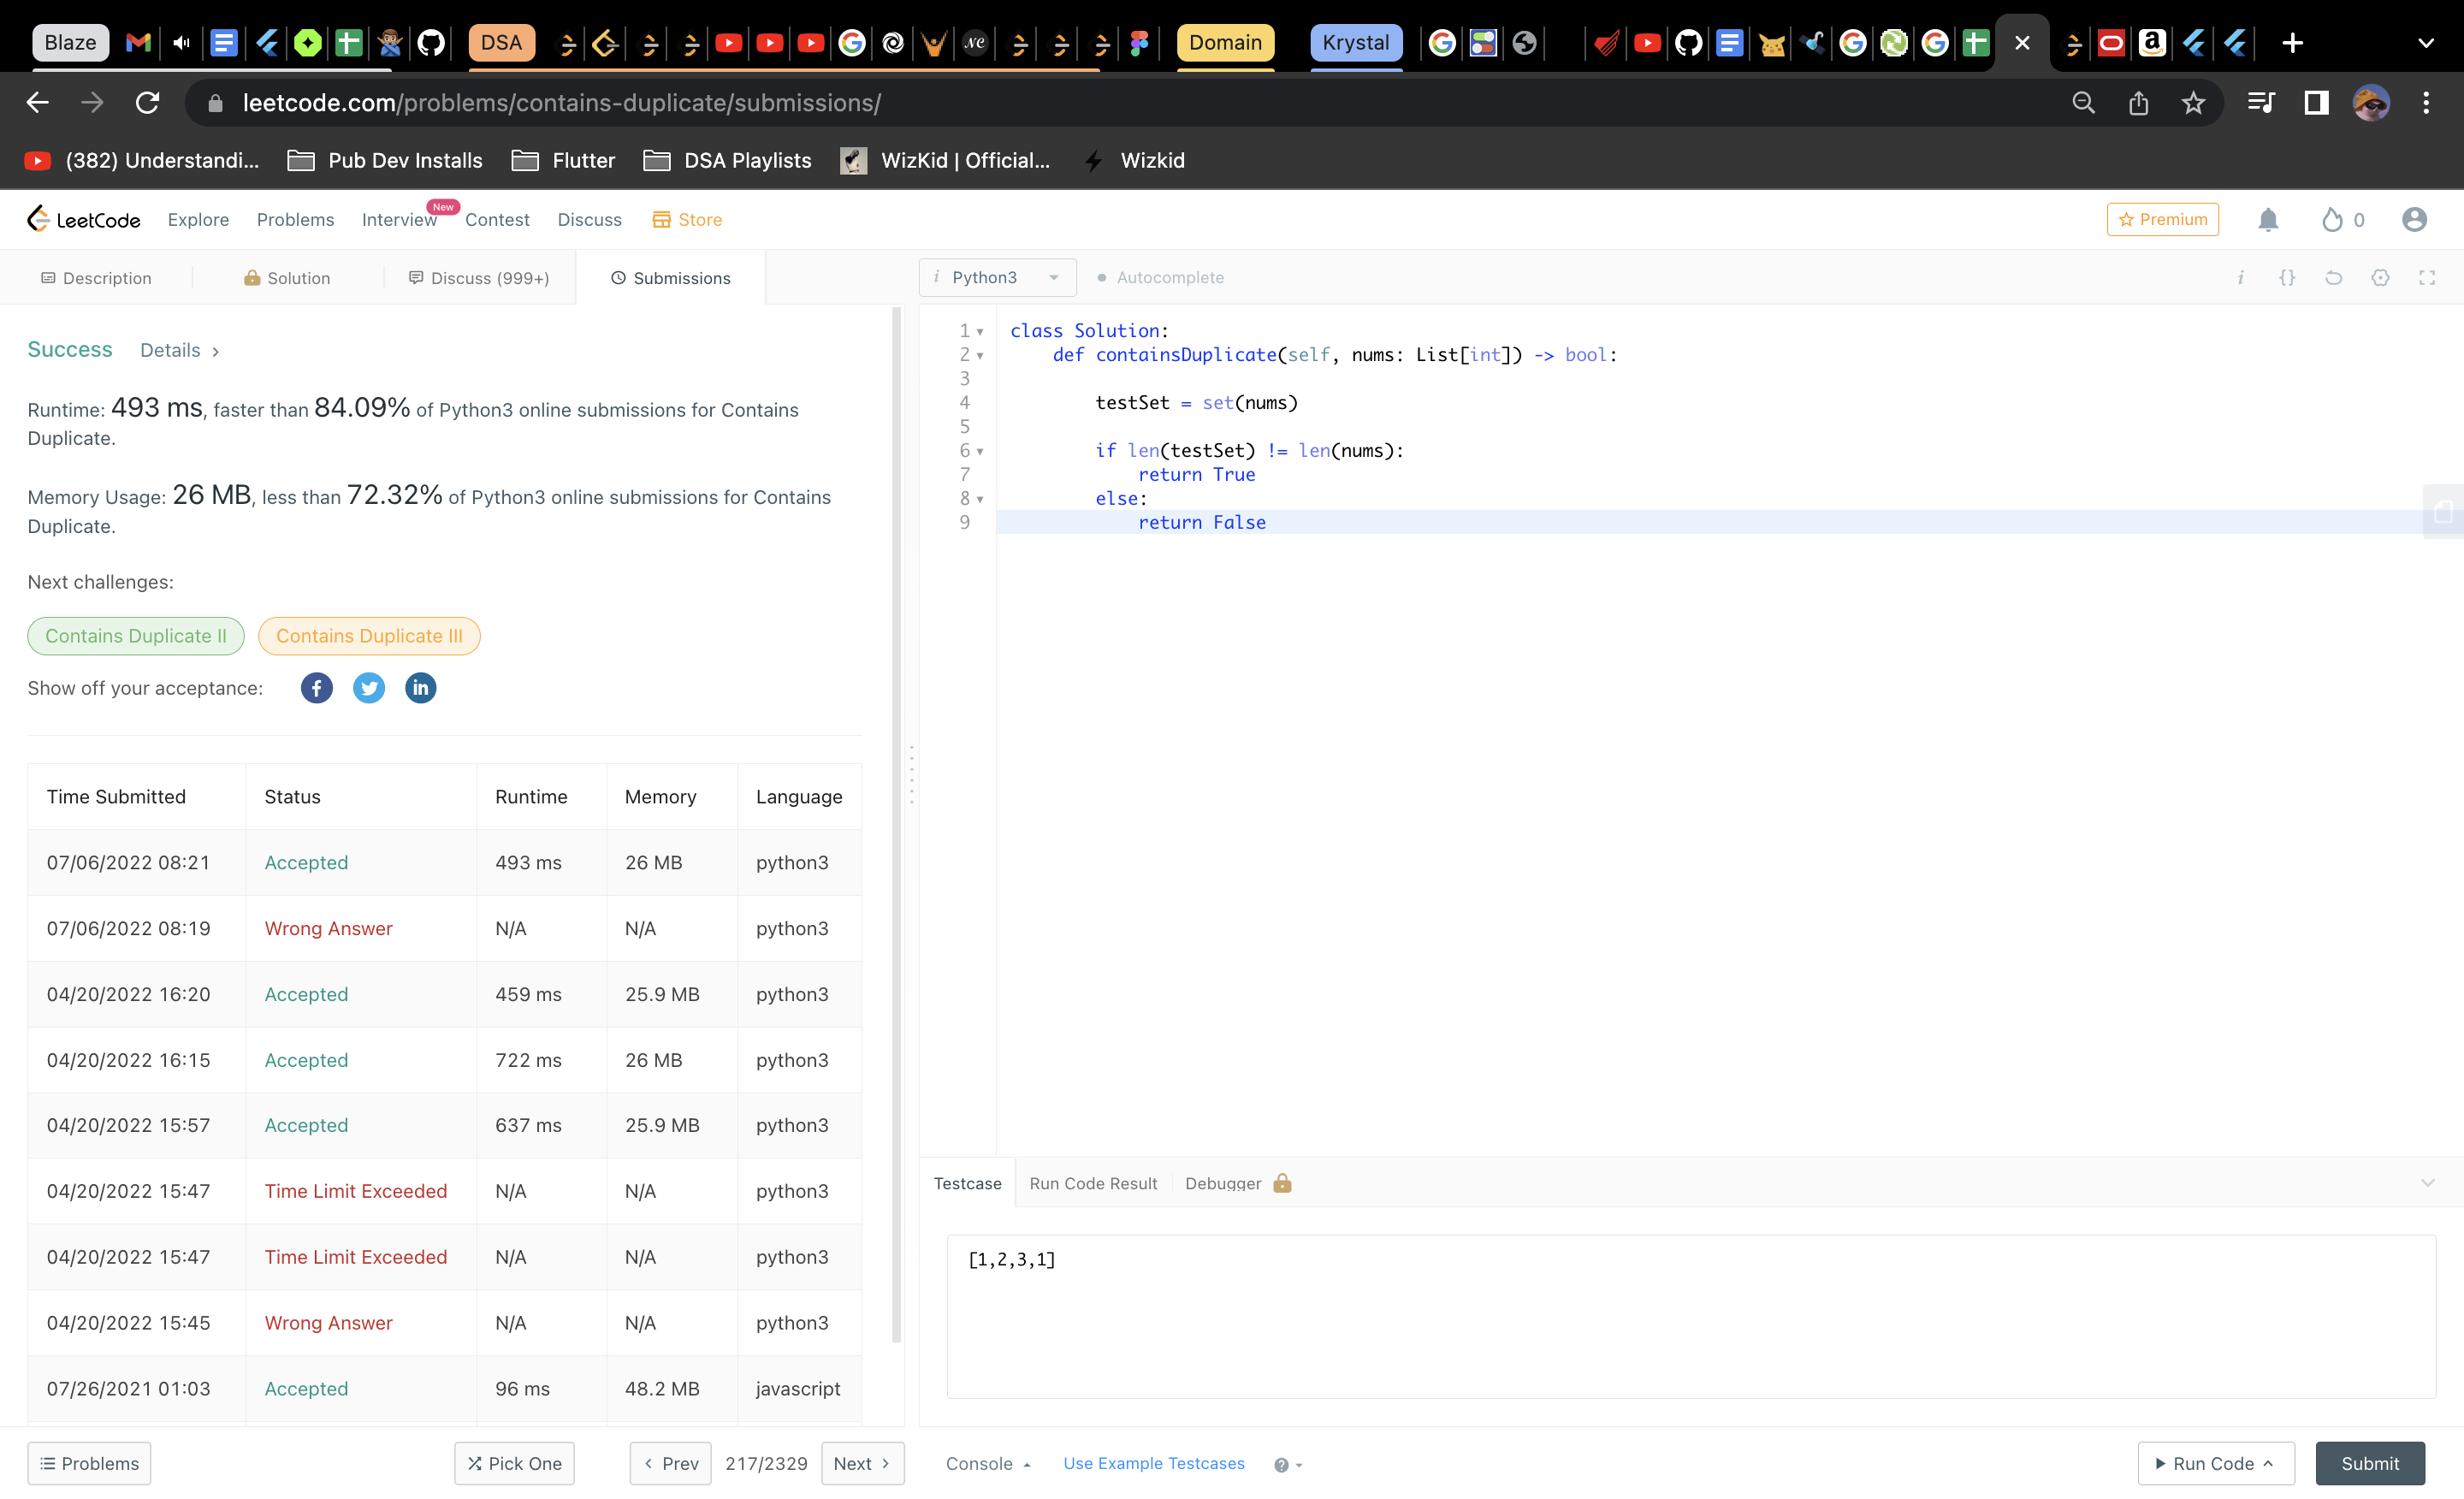 Blaze DSA Domain Krystal
leetcode.com/problems/contains-duplicate/submissions/
(382) Understandi... Pub Dev Installs Flutter DSA Playlists WizKid | Official... Wizkid
LeetCode Explore Problems Interview New Contest Discuss Store Premium 0
Description Solution Discuss (999+) Submissions
Python3 Autocomplete
Success Details
Runtime: 493 ms, faster than 84.09% of Python3 online submissions for Contains
Duplicate.
Memory Usage: 26 MB, less than 72.32% of Python3 online submissions for Contains
Duplicate.
Next challenges:
Contains Duplicate II Contains Duplicate III
Show off your acceptance:
Time Submitted Status Runtime Memory Language
07/06/2022 08:21 Accepted 493 ms 26 MB python3
07/06/2022 08:19 Wrong Answer N/A N/A python3
04/20/2022 16:20 Accepted 459 ms 25.9 MB python3
04/20/2022 16:15 Accepted 722 ms 26 MB python3
04/20/2022 15:57 Accepted 637 ms 25.9 MB python3
04/20/2022 15:47 Time Limit Exceeded N/A N/A python3
04/20/2022 15:47 Time Limit Exceeded N/A N/A python3
04/20/2022 15:45 Wrong Answer N/A N/A python3
07/26/2021 01:03 Accepted 96 ms 48.2 MB javascript
1 class Solution:
2 def containsDuplicate(self, nums: List[int]) -> bool:
3
4 testSet = set(nums)
5
6 if len(testSet) != len(nums):
7 return True
8 else:
9 return False
Testcase Run Code Result Debugger
[1,2,3,1]
Problems Pick One Prev 217/2329 Next
Console Use Example Testcases Run Code Submit